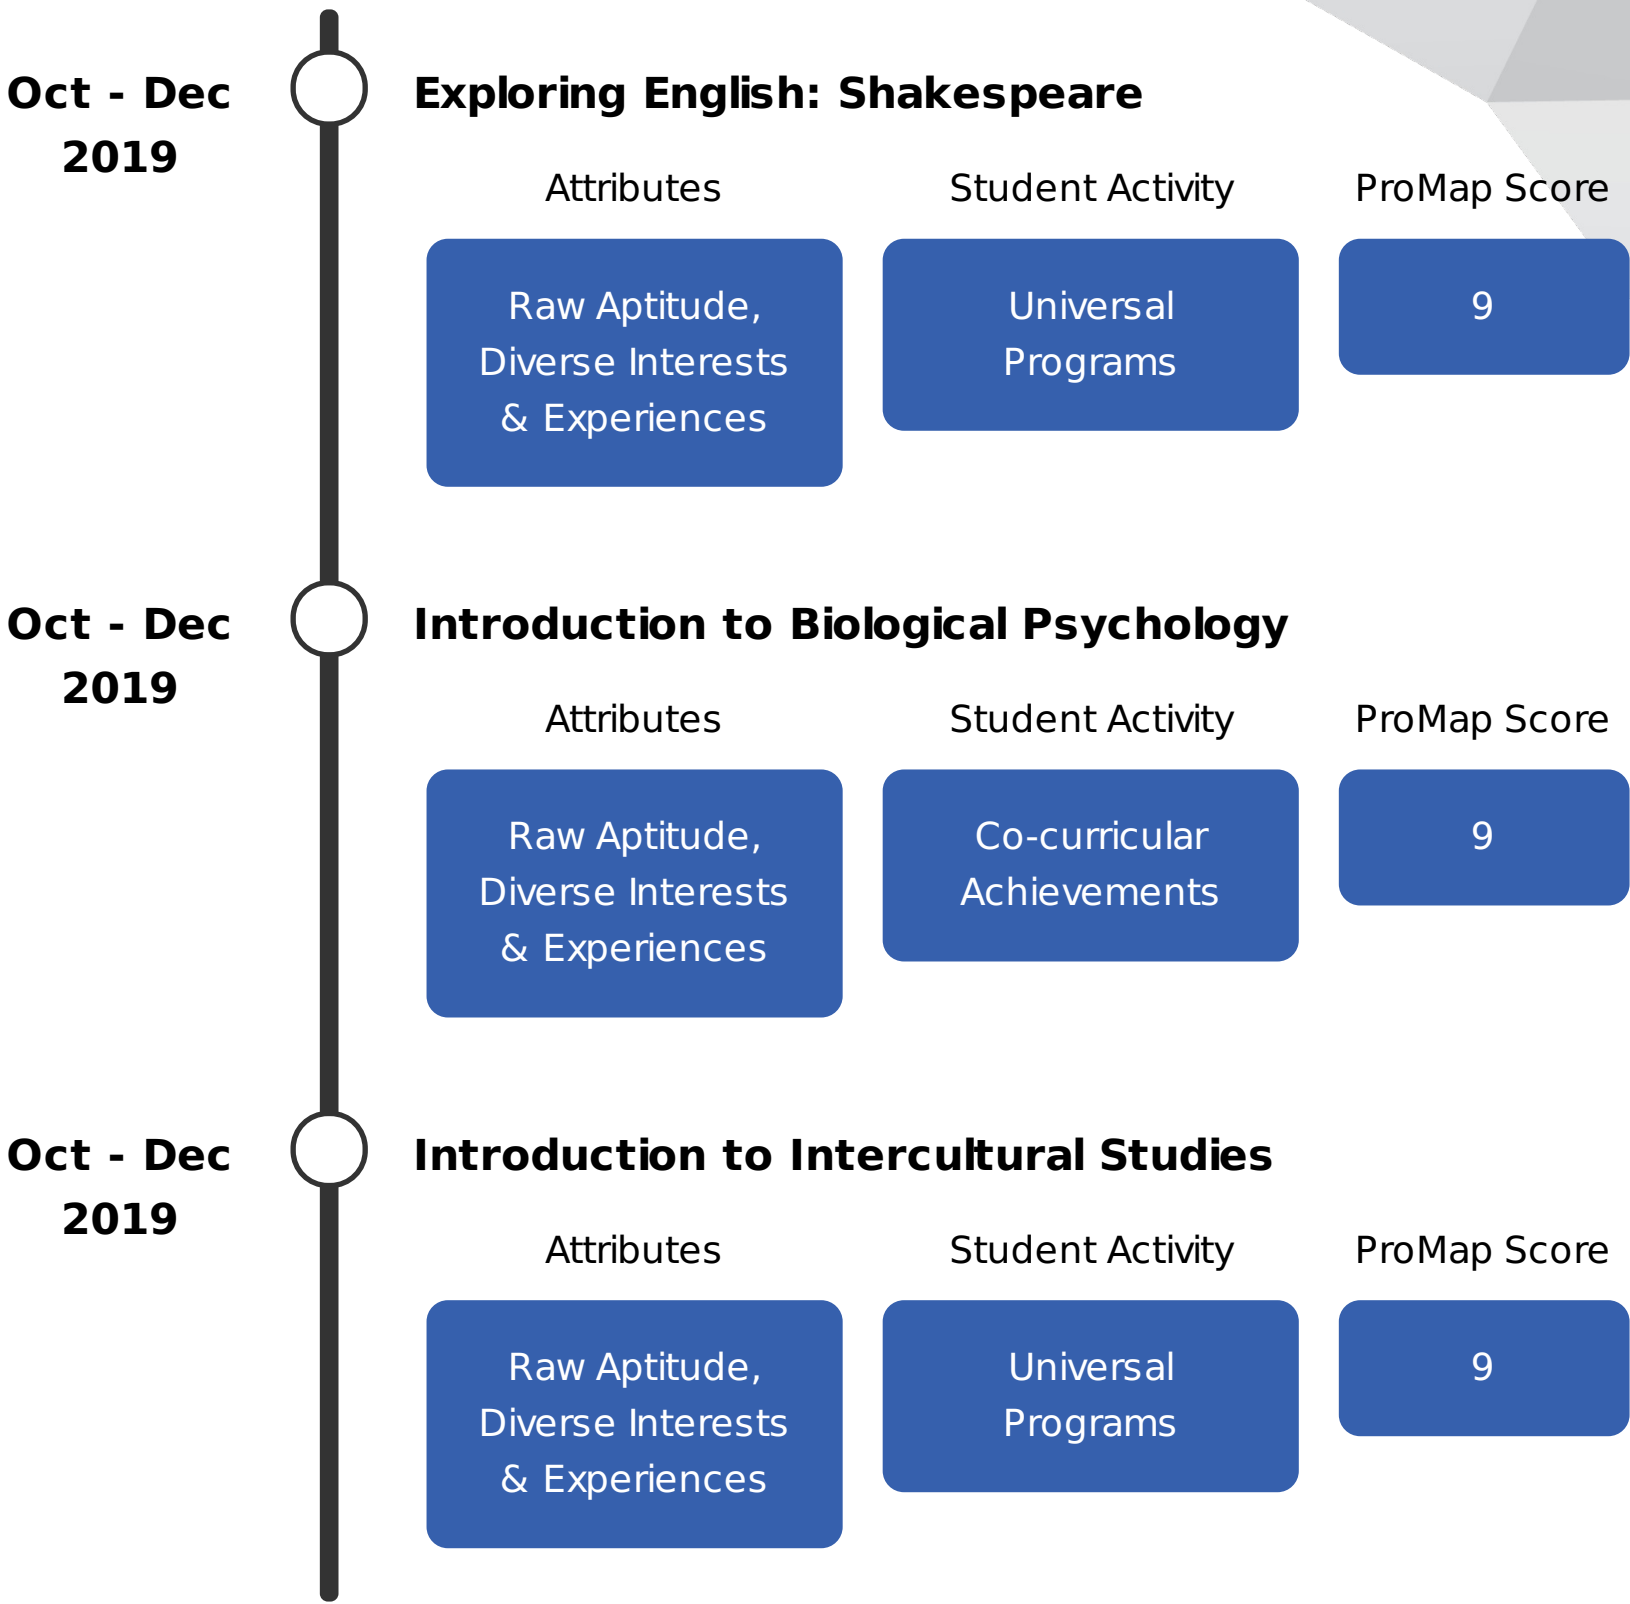 Oct - Dec
2019
Exploring English: Shakespeare
Attributes
Student Activity
ProMap Score
Raw Aptitude,
Diverse Interests
& Experiences
Universal
Programs
9
Oct - Dec
2019
Introduction to Biological Psychology
Attributes
Student Activity
ProMap Score
Raw Aptitude,
Diverse Interests
& Experiences
Co-curricular
Achievements
9
Oct - Dec
2019
Introduction to Intercultural Studies
Attributes
Student Activity
ProMap Score
Raw Aptitude,
Diverse Interests
& Experiences
Universal
Programs
9